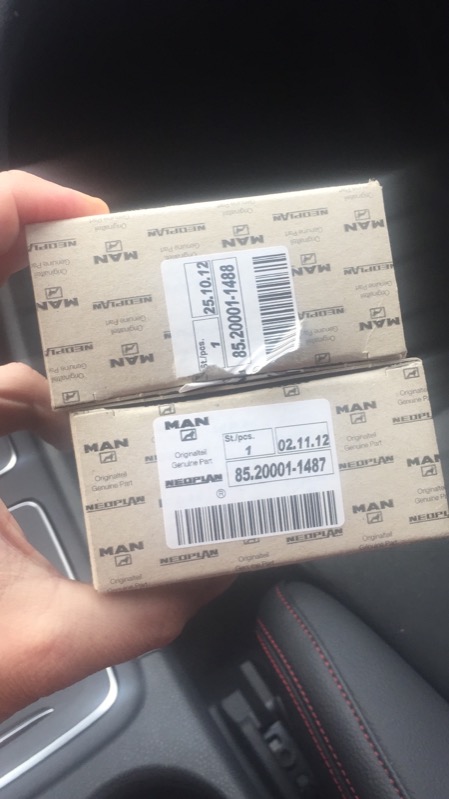 25.10.12
St./pcs.
1
85.20001-1488
MAN
Originalteil
Genuine Part
NEOPLAN
®
St./pcs.
1
02.11.12
85.20001-1487
MAN
Originalteil
Genuine Part
NEOPLAN